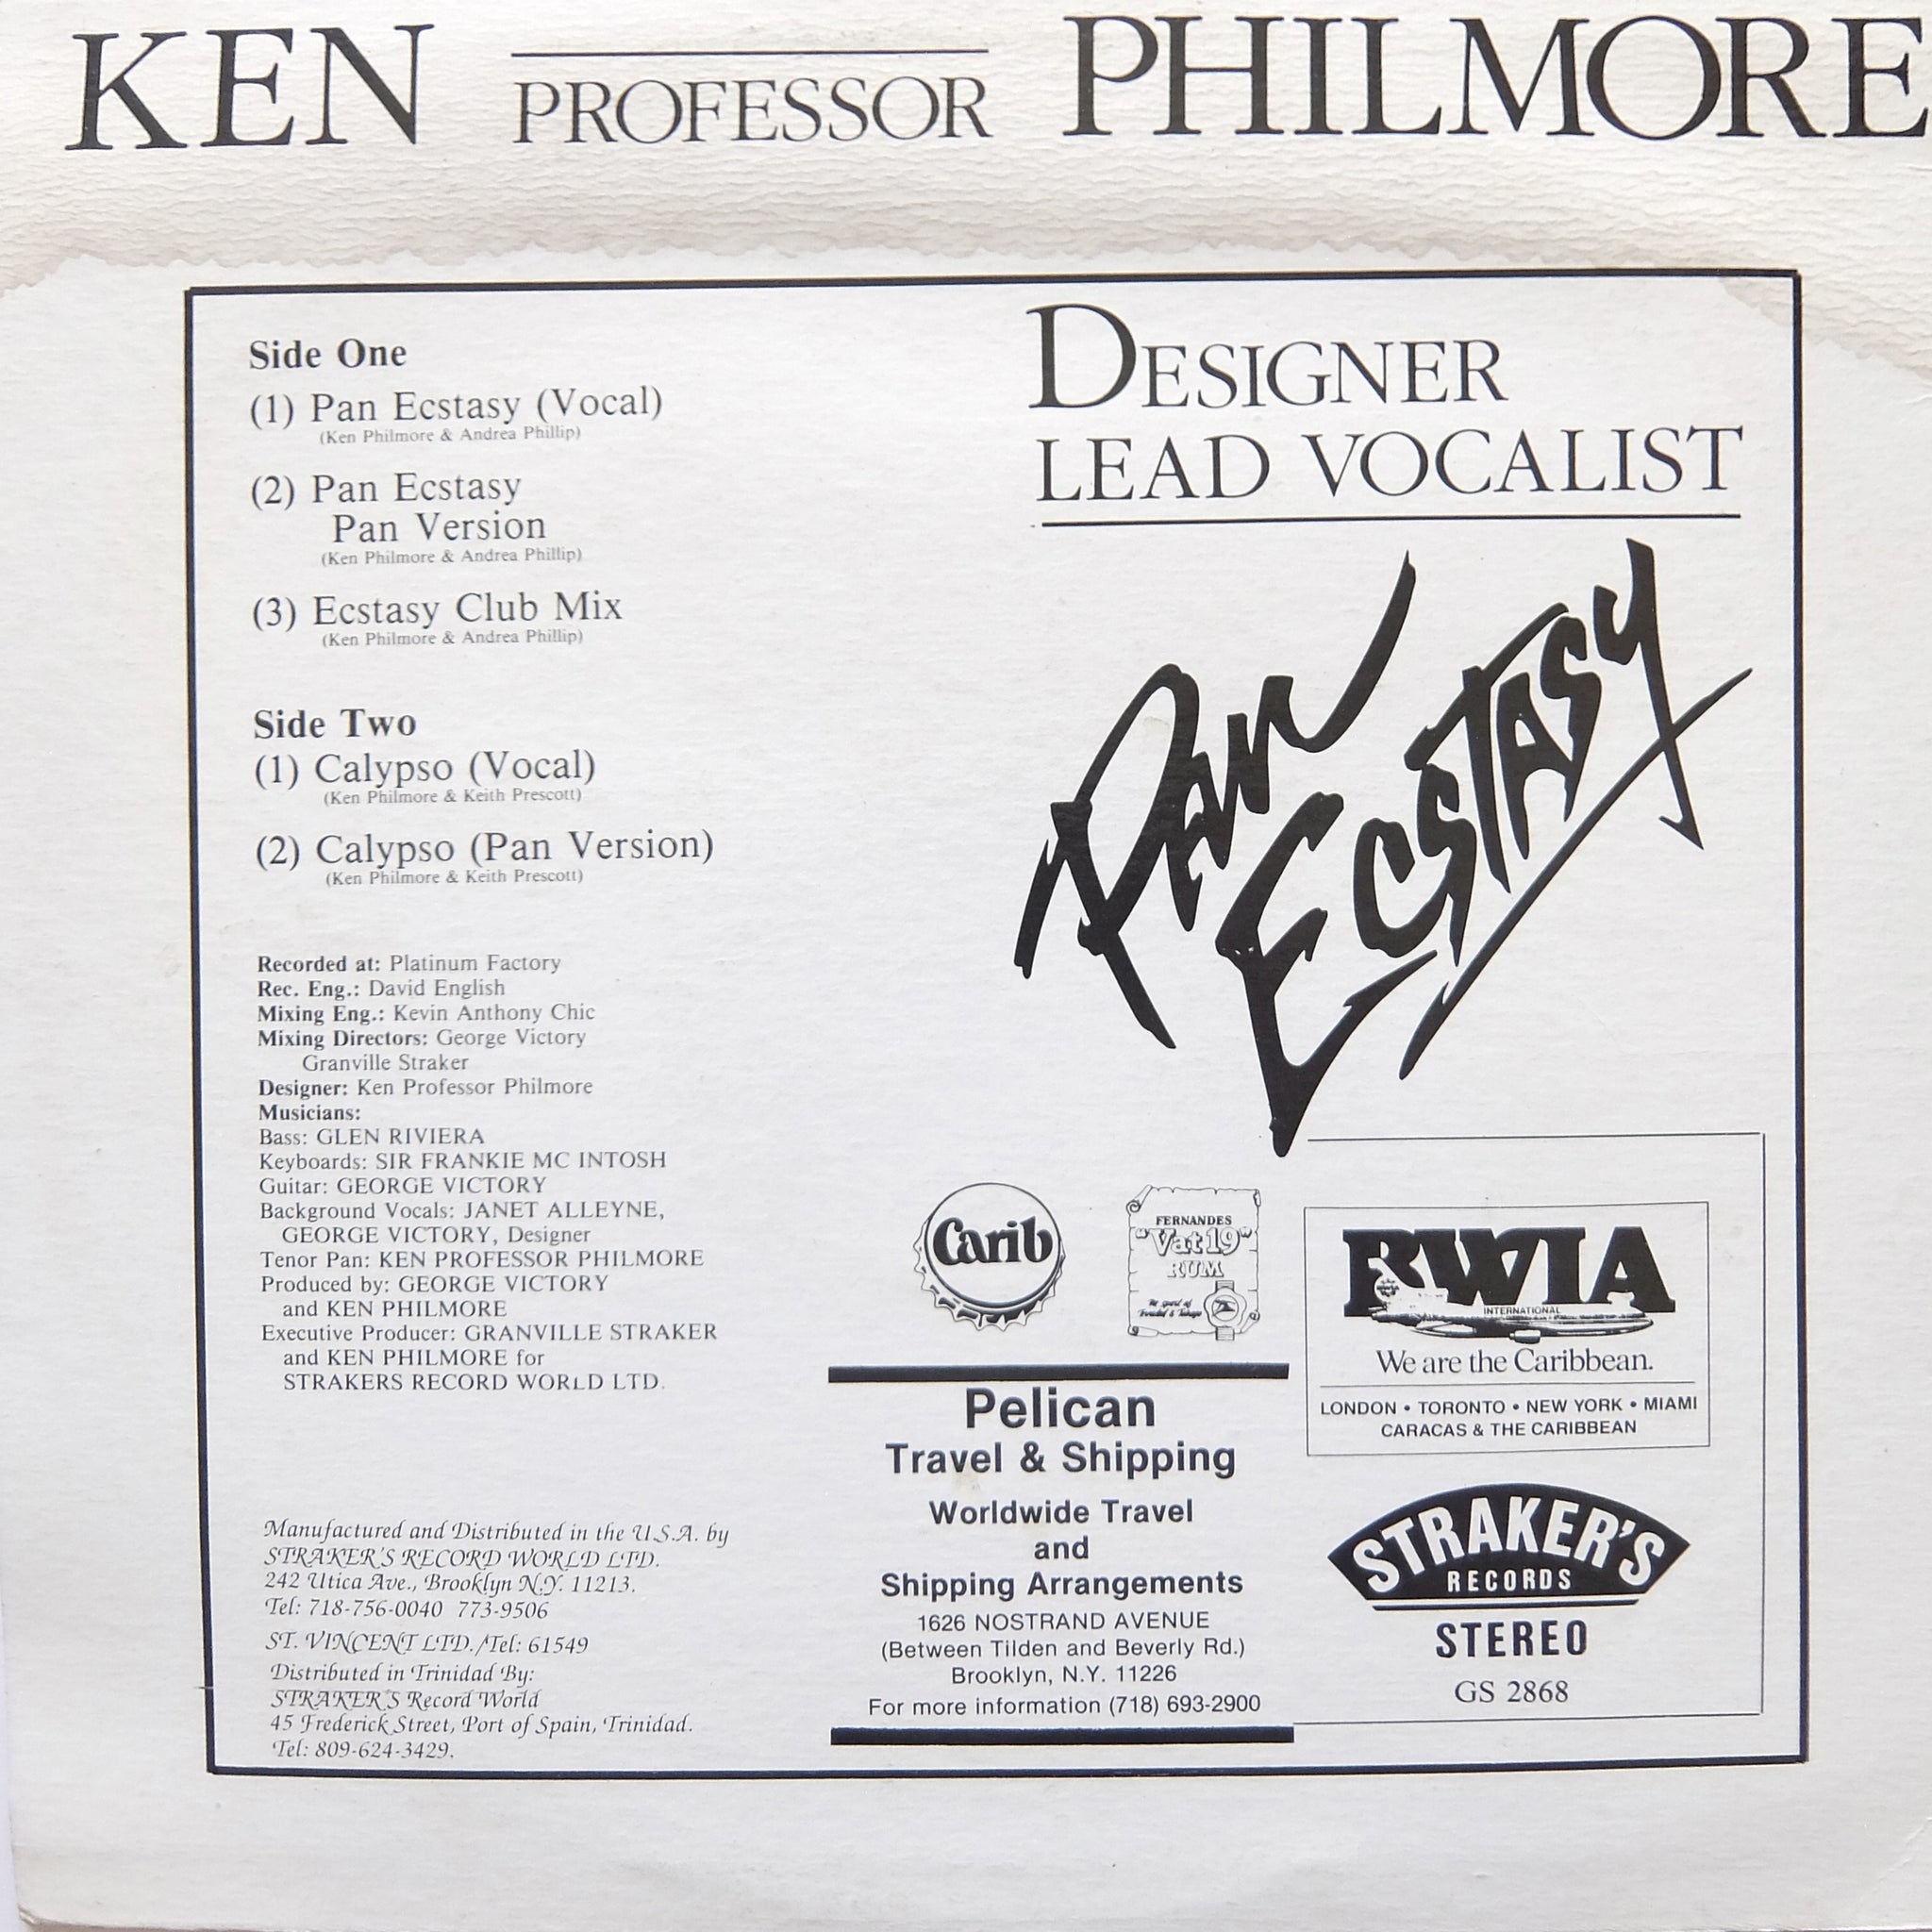 KEN PROFESSOR PHILMORE
Side One
(1) Pan Ecstasy (Vocal)
(Ken Philmore & Andrea Phillip)
(2) Pan Ecstasy
Pan Version
(Ken Philmore & Andrea Phillip)
(3) Ecstasy Club Mix
(Ken Philmore & Andrea Phillip)
Side Two
(1) Calypso (Vocal)
(Ken Philmore & Keith Prescott)
(2) Calypso (Pan Version)
(Ken Philmore & Keith Prescott)
Recorded at: Platinum Factory
Rec. Eng.: David English
Mixing Eng.: Kevin Anthony Chic
Mixing Directors: George Victory
Granville Straker
Designer: Ken Professor Philmore
Musicians:
Bass: GLEN RIVIERA
Keyboards: SIR FRANKIE MC INTOSH
Guitar: GEORGE VICTORY
Background Vocals: JANET ALLEYNE,
GEORGE VICTORY, Designer
Tenor Pan: KEN PROFESSOR PHILMORE
Produced by: GEORGE VICTORY
and KEN PHILMORE
Executive Producer: GRANVILLE STRAKER
and KEN PHILMORE for
STRAKERS RECORD WORLD LTD.
Manufactured and Distributed in the U.S.A. by
STRAKER'S RECORD WORLD LTD.
242 Utica Ave., Brooklyn N.Y. 11213.
Tel: 718-756-0040 773-9506
ST. VINCENT LTD./Tel: 61549
Distributed in Trinidad By:
STRAKER'S Record World
45 Frederick Street, Port of Spain, Trinidad.
Tel: 809-624-3429.
DESIGNER
LEAD VOCALIST
Pan
ECSTASY
Carib
FERNANDES
"Vat 19"
RUM
The spirit of
Trinidad & Tobago
BWIA
INTERNATIONAL
We are the Caribbean.
LONDON • TORONTO • NEW YORK • MIAMI
CARACAS & THE CARIBBEAN
Pelican
Travel & Shipping
Worldwide Travel
and
Shipping Arrangements
1626 NOSTRAND AVENUE
(Between Tilden and Beverly Rd.)
Brooklyn, N.Y. 11226
For more information (718) 693-2900
STRAKER'S
RECORDS
STEREO
GS 2868